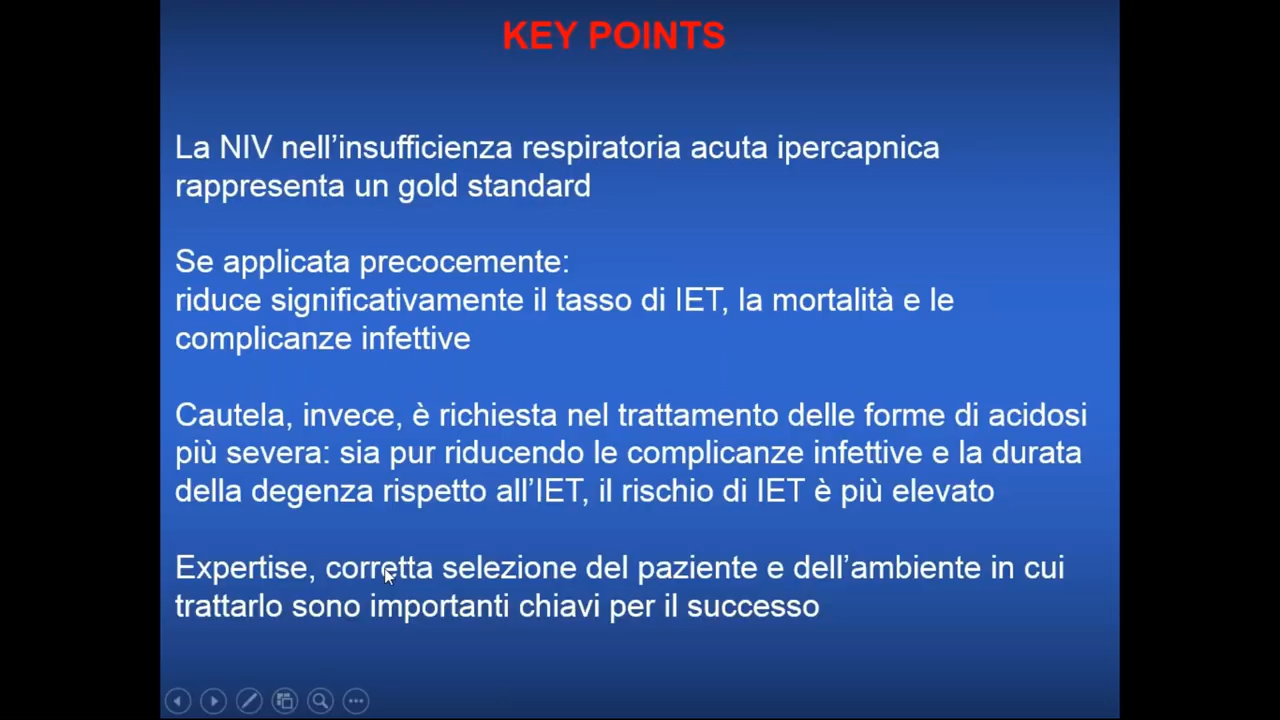 KEY POINTS
La NIV nell’insufficienza respiratoria acuta ipercapnica
rappresenta un gold standard
Se applicata precocemente:
riduce significativamente il tasso di IET, la mortalità e le
complicanze infettive
Cautela, invece, è richiesta nel trattamento delle forme di acidosi
più severa: sia pur riducendo le complicanze infettive e la durata
della degenza rispetto all’IET, il rischio di IET è più elevato
Expertise, corretta selezione del paziente e dell’ambiente in cui
trattarlo sono importanti chiavi per il successo